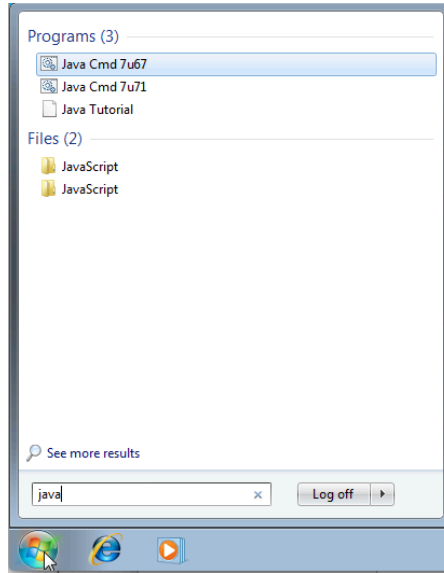 Programs (3)
Java Cmd 7u67
Java Cmd 7u71
Java Tutorial
Files (2)
JavaScript
JavaScript
See more results
java
Log off